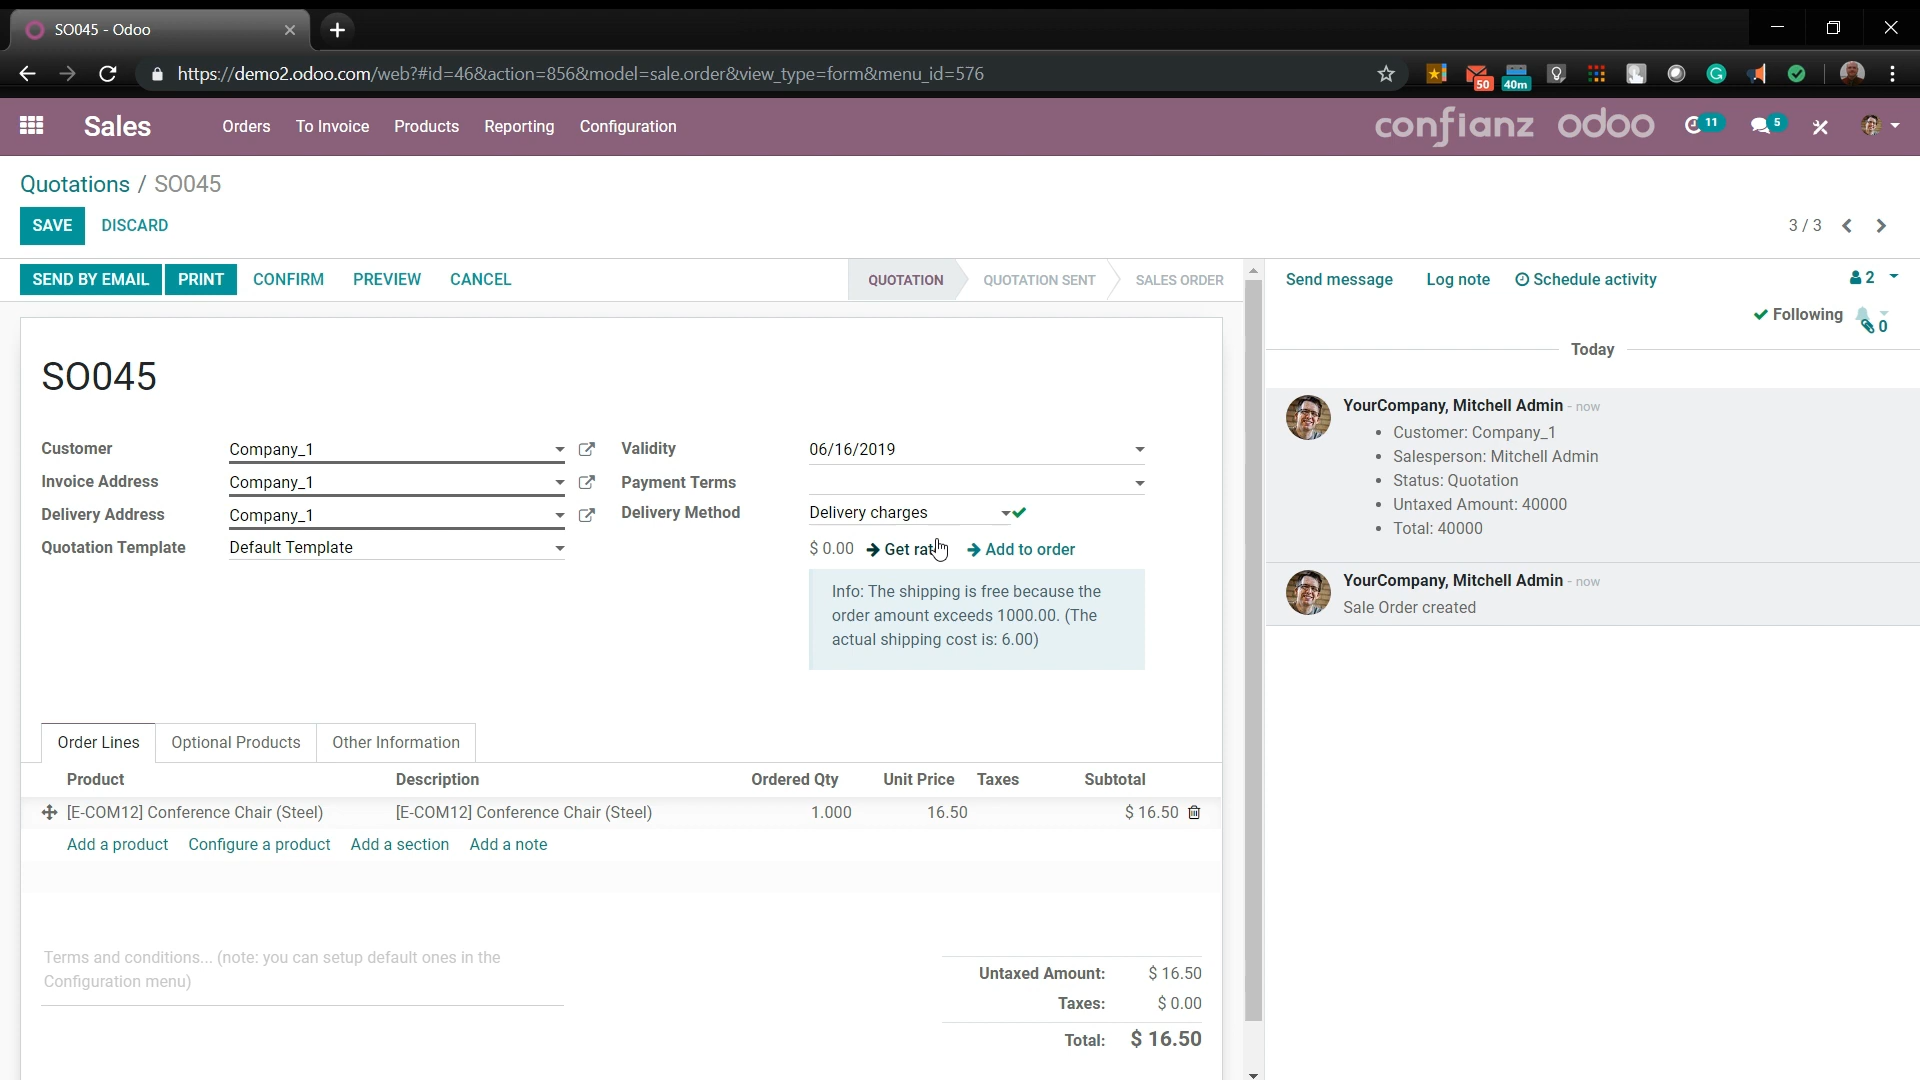 SO045 - Odoo
https://demo2.odoo.com/web?#id=46&action=856&model=sale.order&view_type=form&menu_id=576
50
40m
Sales
Orders
To Invoice
Products
Reporting
Configuration
confianz odoo
11
5
Quotations / SO045
SAVE
DISCARD
3 / 3
SEND BY EMAIL
PRINT
CONFIRM
PREVIEW
CANCEL
QUOTATION
QUOTATION SENT
SALES ORDER
Send message
Log note
Schedule activity
2
Following
0
Today
SO045
Customer
Company_1
Invoice Address
Company_1
Delivery Address
Company_1
Quotation Template
Default Template
Validity
06/16/2019
Payment Terms
Delivery Method
Delivery charges
$ 0.00
Get rat
Add to order
Info: The shipping is free because the
order amount exceeds 1000.00. (The
actual shipping cost is: 6.00)
YourCompany, Mitchell Admin - now
Customer: Company_1
Salesperson: Mitchell Admin
Status: Quotation
Untaxed Amount: 40000
Total: 40000
YourCompany, Mitchell Admin - now
Sale Order created
Order Lines
Optional Products
Other Information
Product Description Ordered Qty Unit Price Taxes Subtotal
[E-COM12] Conference Chair (Steel) [E-COM12] Conference Chair (Steel) 1.000 16.50 $ 16.50
Add a product Configure a product Add a section Add a note
Terms and conditions... (note: you can setup default ones in the
Configuration menu)
Untaxed Amount: $ 16.50
Taxes: $ 0.00
Total: $ 16.50